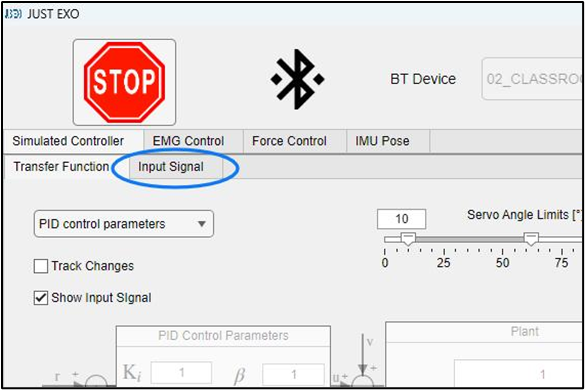 JUST EXO
STOP
BT Device
02_CLASSROO
Simulated Controller EMG Control Force Control IMU Pose
Transfer Function Input Signal
PID control parameters
10 Servo Angle Limits [°]
0 25 50 75
Track Changes
Show Input SIgnal
PID Control Parameters
Plant
r + Ki 1 β 1 u + v +
1